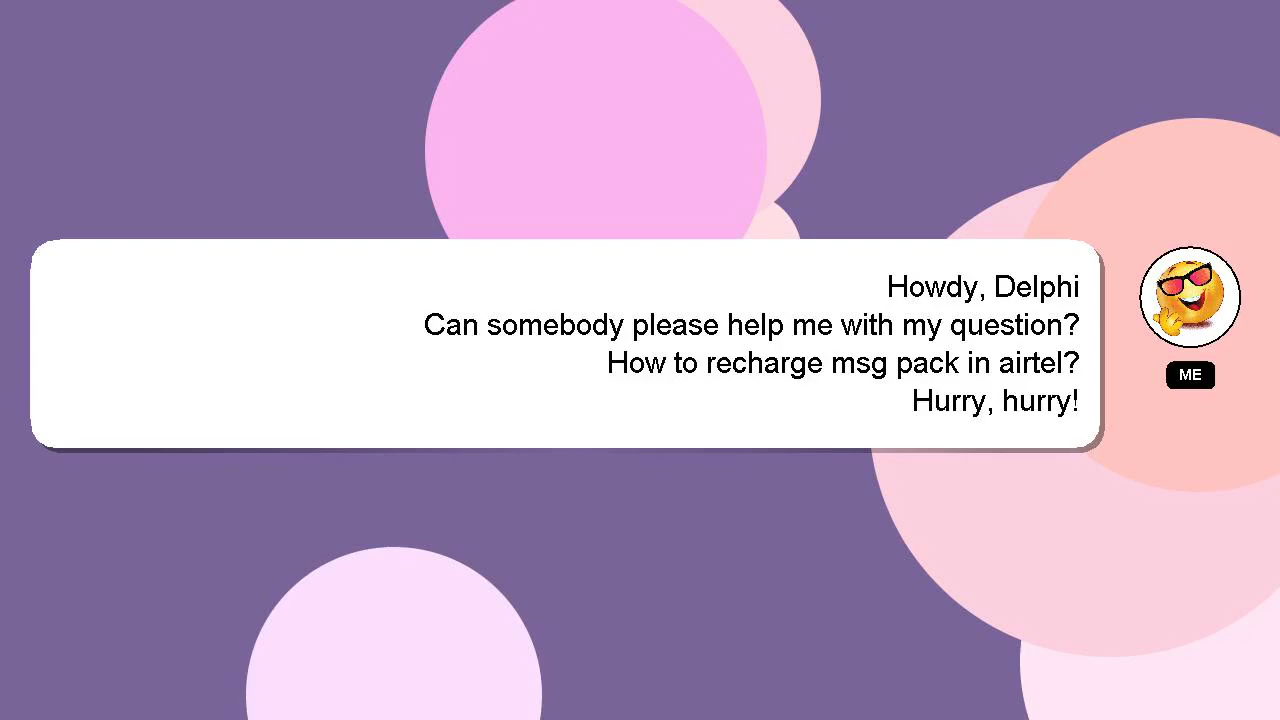 Howdy, Delphi
Can somebody please help me with my question?
How to recharge msg pack in airtel?
Hurry, hurry!
ME